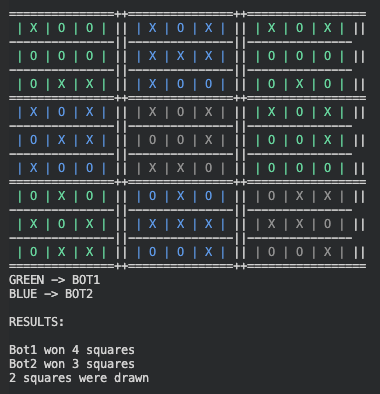 ================++================++==================
| X | O | O | || | X | O | X | || | X | O | X | ||
---------------||----------------||----------------
| O | O | O | || | X | X | X | || | O | O | O | ||
---------------||----------------||----------------
| O | X | X | || | O | O | X | || | O | X | O | ||
================++================++==================
| X | O | X | || | X | O | X | || | X | O | X | ||
---------------||----------------||----------------
| O | X | X | || | O | X | O | || | O | O | X | ||
---------------||----------------||----------------
| X | O | O | || | O | X | O | || | O | O | O | ||
================++================++==================
| O | X | O | || | O | X | O | || | O | X | X | ||
---------------||----------------||----------------
| X | O | X | || | X | X | X | || | X | X | O | ||
---------------||----------------||----------------
| O | X | X | || | O | O | X | || | O | O | X | ||
================++================++==================
GREEN -> BOT1
BLUE -> BOT2
RESULTS:
Bot1 won 4 squares
Bot2 won 3 squares
2 squares were drawn